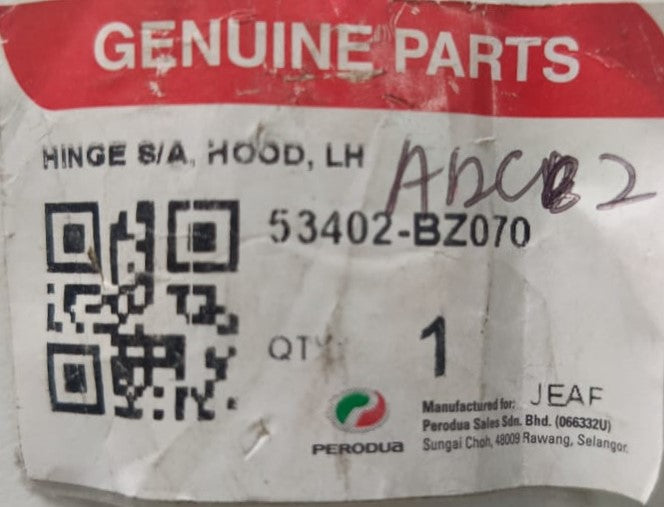 GENUINE PARTS
HINGE S/A, HOOD, LH
53402-BZ070
QTY: 1
PERODUA
Manufactured for: JEAF
Perodua Sales Sdn. Bhd. (066332U)
Sungai Choh, 48009 Rawang, Selangor.